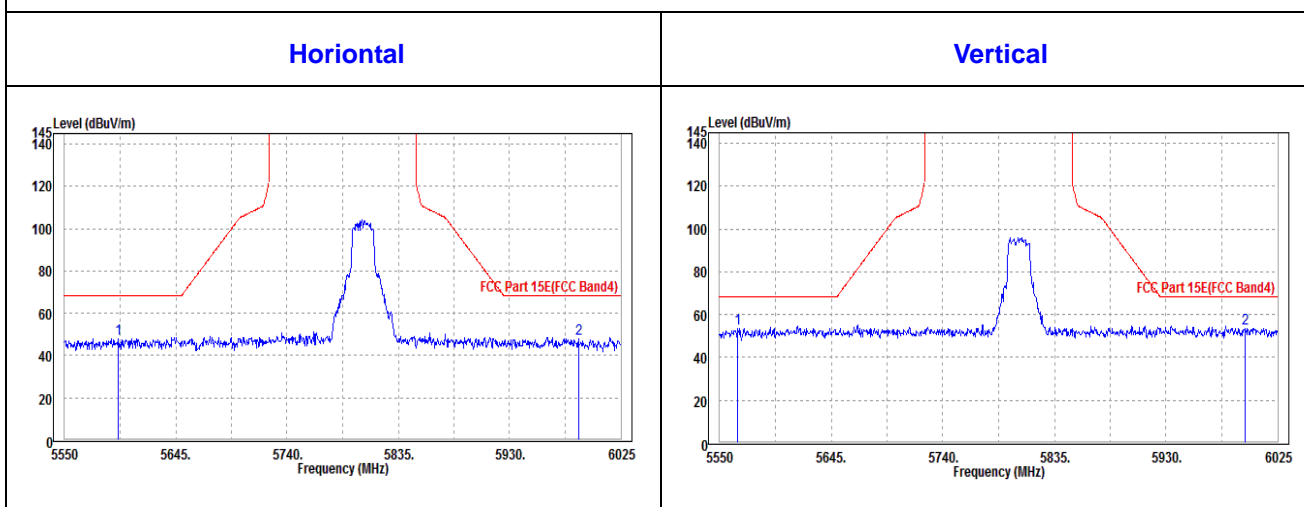 Horiontal
Vertical
Level (dBuV/m)
145
140
120
100
80
60
40
20
0
FCC Part 15E(FCC Band4)
1
2
5550 5645. 5740. 5835. 5930. 6025
Frequency (MHz)
Level (dBuV/m)
145
140
120
100
80
60
40
20
0
FCC Part 15E(FCC Band4)
1
2
5550 5645. 5740. 5835. 5930. 6025
Frequency (MHz)